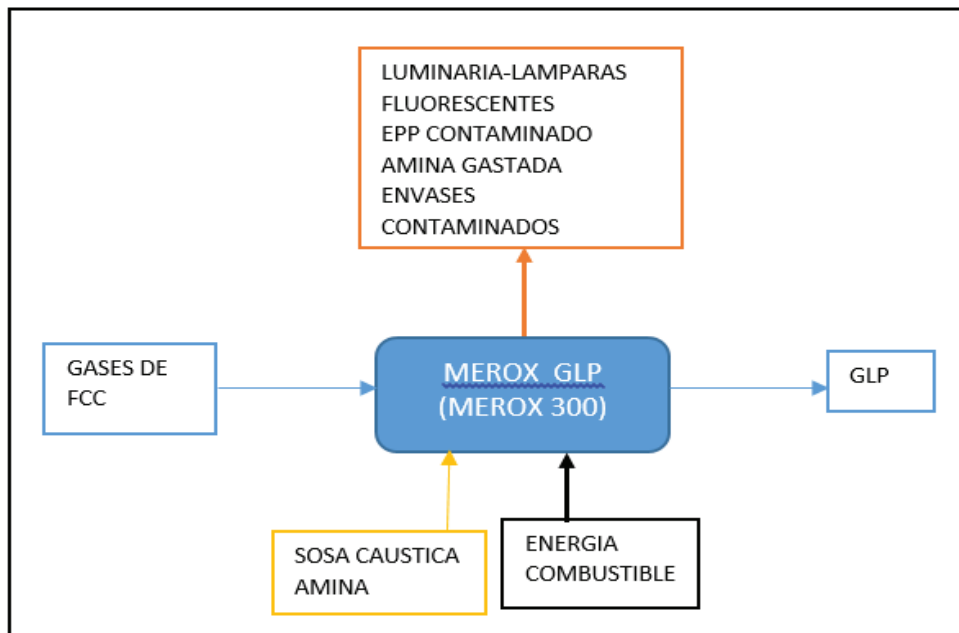 LUMINARIA-LAMPARAS
FLUORESCENTES
EPP CONTAMINADO
AMINA GASTADA
ENVASES
CONTAMINADOS
GASES DE
FCC
MEROX GLP
(MEROX 300)
GLP
SOSA CAUSTICA
AMINA
ENERGIA
COMBUSTIBLE